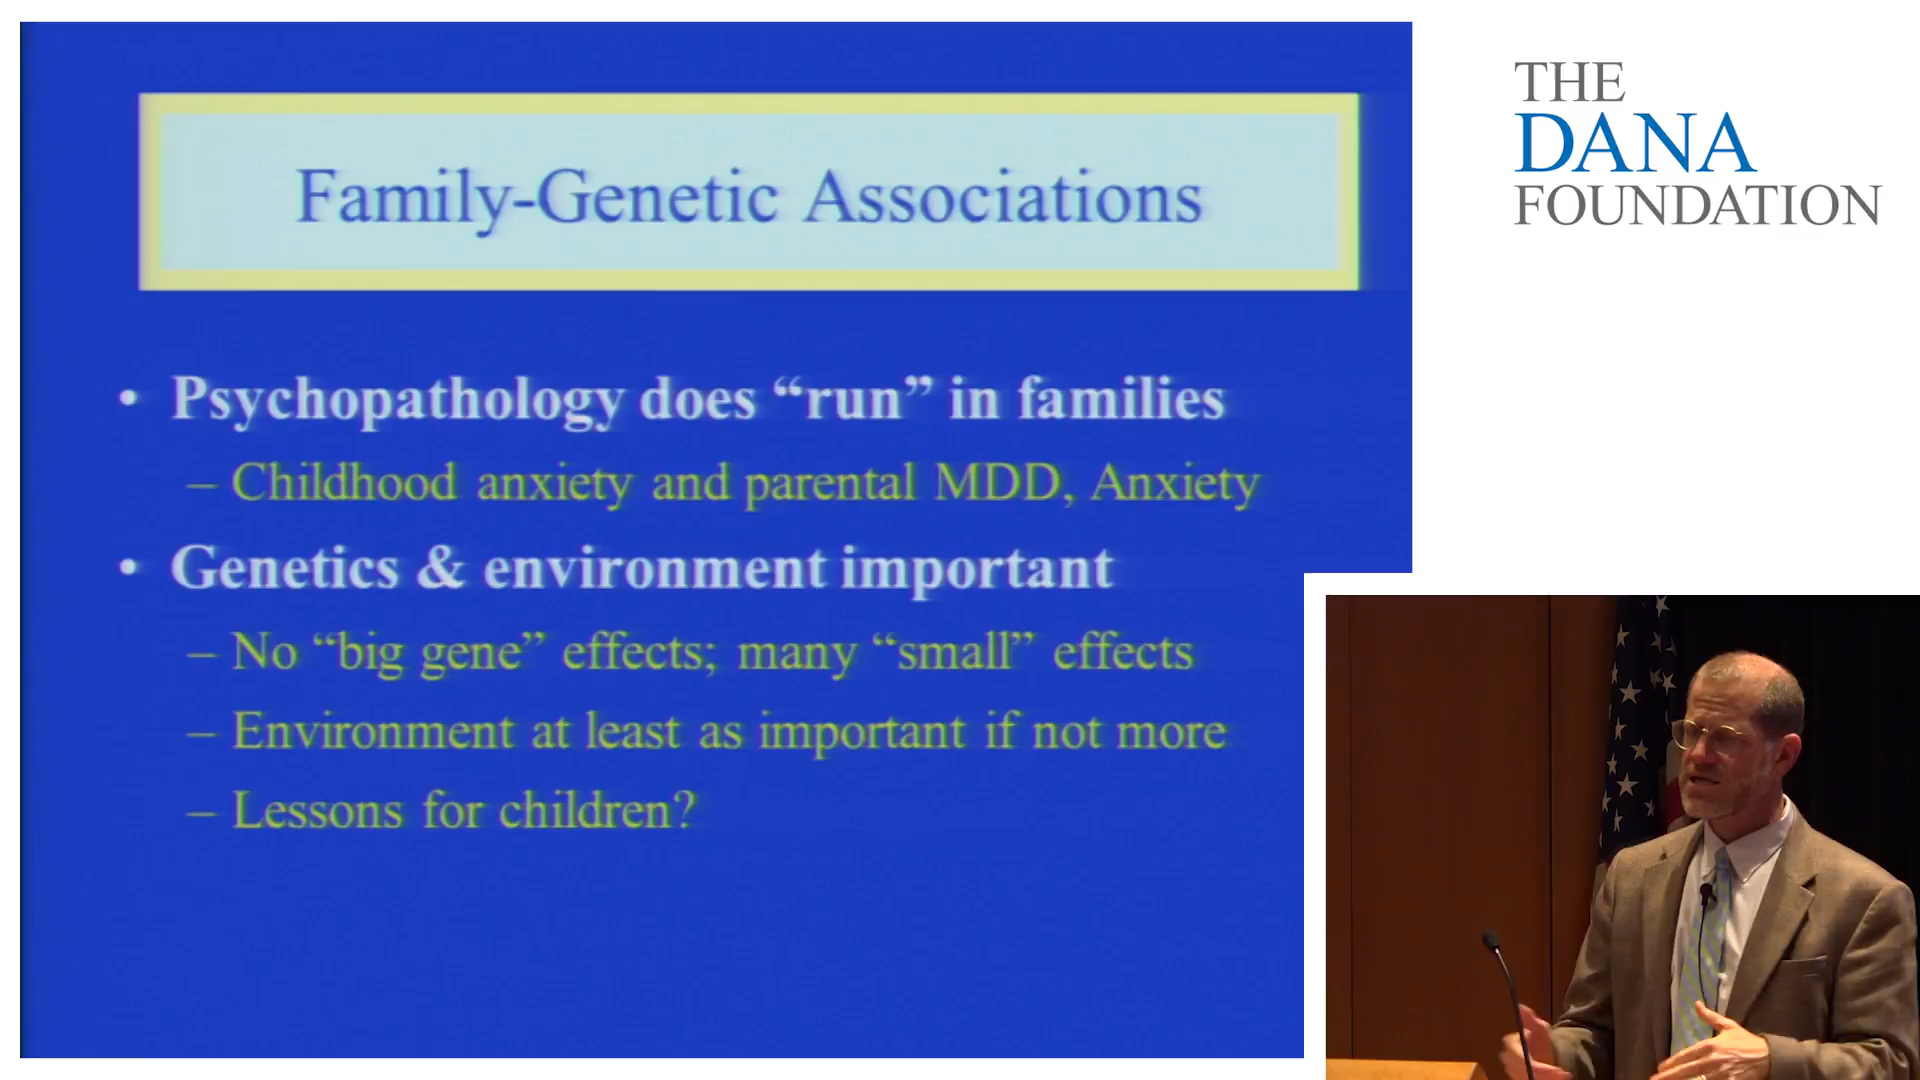 THE
DANA
FOUNDATION
Family-Genetic Associations
• Psychopathology does “run” in families
– Childhood anxiety and parental MDD, Anxiety
• Genetics & environment important
– No “big gene” effects; many “small” effects
– Environment at least as important if not more
– Lessons for children?